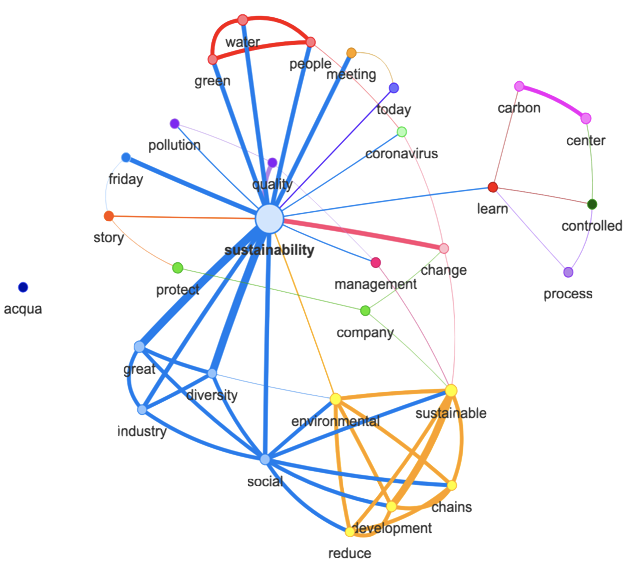 water
people
green
meeting
today
carbon
center
pollution
coronavirus
friday
quality
learn
controlled
story
sustainability
change
protect
management
process
acqua
company
great
diversity
industry
environmental
sustainable
social
chains
development
reduce